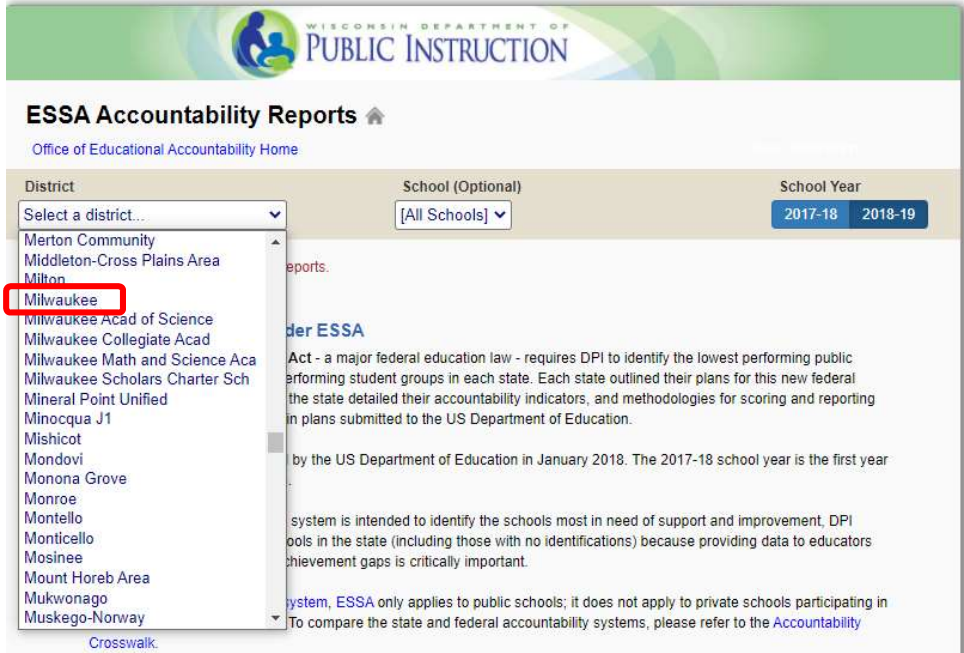 WISCONSIN DEPARTMENT OF
PUBLIC INSTRUCTION
ESSA Accountability Reports
Office of Educational Accountability Home
District
School (Optional)
School Year
Select a district...
[All Schools]
2017-18 2018-19
Merton Community
Middleton-Cross Plains Area
eports.
Milton
Milwaukee
Milwaukee Acad of Science
der ESSA
Milwaukee Collegiate Acad
Milwaukee Math and Science Aca
Act - a major federal education law - requires DPI to identify the lowest performing public
Milwaukee Scholars Charter Sch
erforming student groups in each state. Each state outlined their plans for this new federal
Mineral Point Unified
the state detailed their accountability indicators, and methodologies for scoring and reporting
Minocqua J1
in plans submitted to the US Department of Education.
Mishicot
Mondovi
by the US Department of Education in January 2018. The 2017-18 school year is the first year
Monona Grove
.
Monroe
Montello
system is intended to identify the schools most in need of support and improvement, DPI
Monticello
ools in the state (including those with no identifications) because providing data to educators
Mosinee
chievement gaps is critically important.
Mount Horeb Area
Mukwonago
ystem, ESSA only applies to public schools; it does not apply to private schools participating in
Muskego-Norway
To compare the state and federal accountability systems, please refer to the Accountability
Crosswalk.